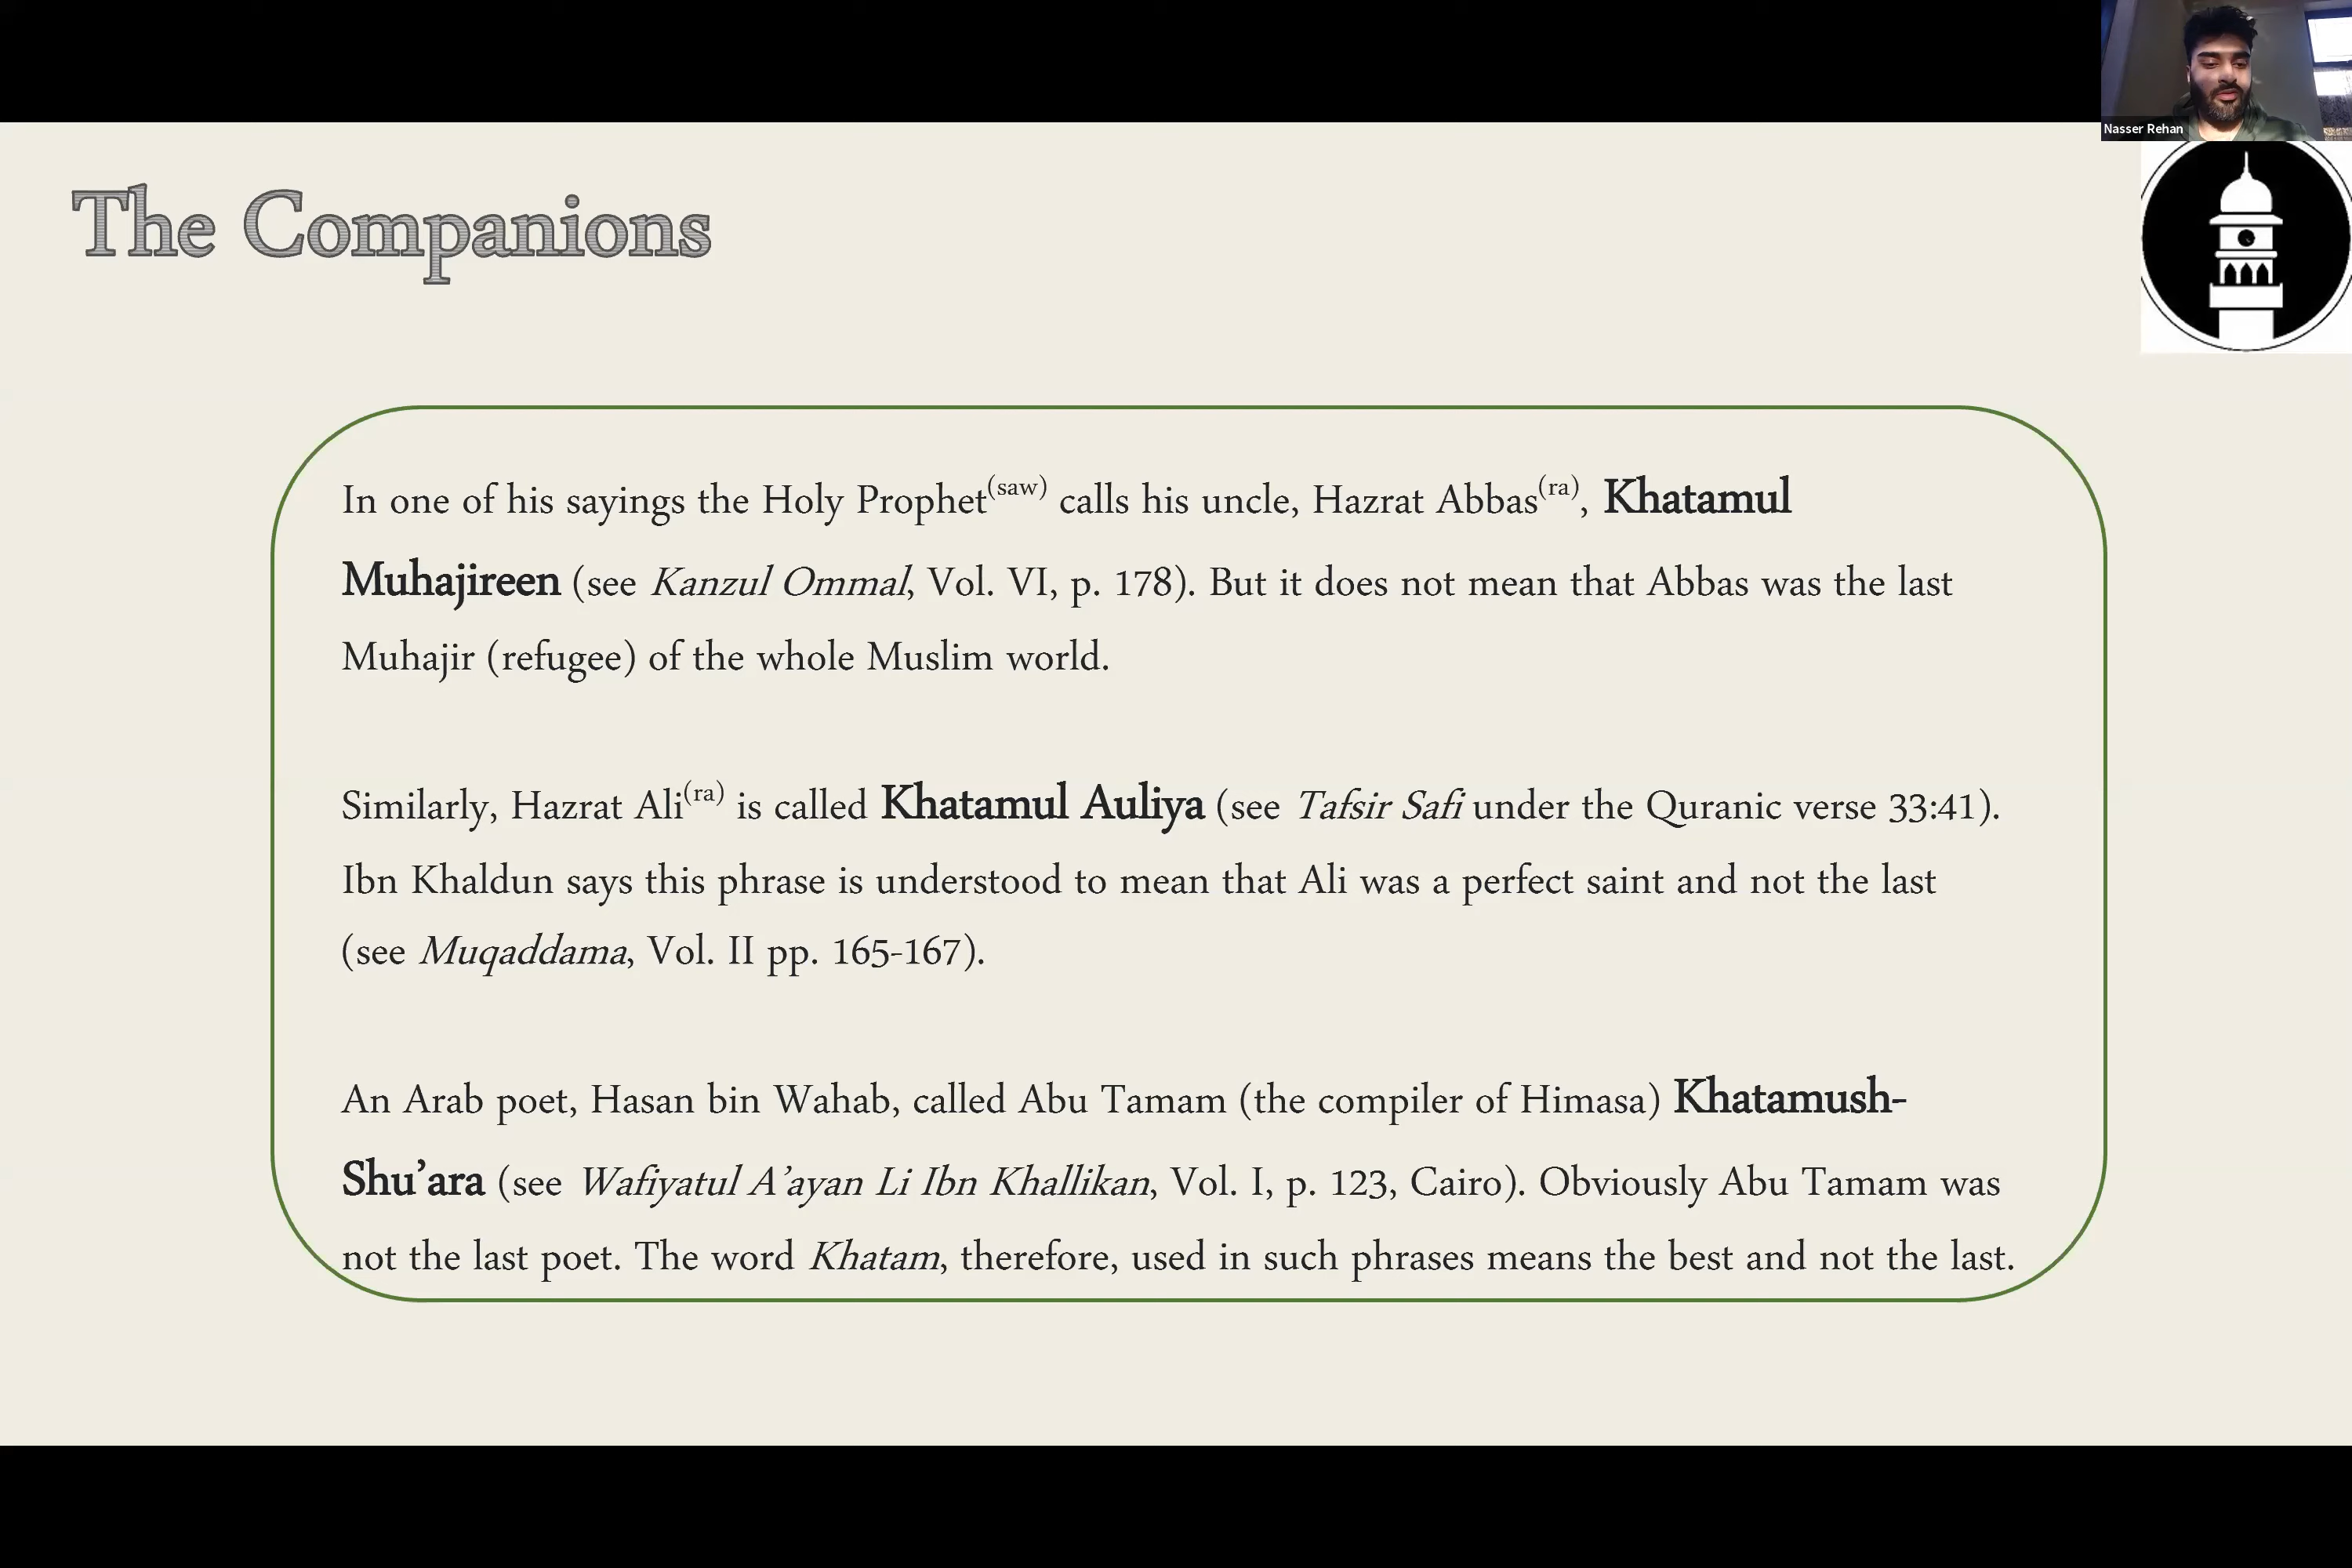 Nasser Rehan
The Companions
In one of his sayings the Holy Prophet(saw) calls his uncle, Hazrat Abbas(ra), Khatamul
Muhajireen (see Kanzul Ommal, Vol. VI, p. 178). But it does not mean that Abbas was the last
Muhajir (refugee) of the whole Muslim world.
Similarly, Hazrat Ali(ra) is called Khatamul Auliya (see Tafsir Safi under the Quranic verse 33:41).
Ibn Khaldun says this phrase is understood to mean that Ali was a perfect saint and not the last
(see Muqaddama, Vol. II pp. 165-167).
An Arab poet, Hasan bin Wahab, called Abu Tamam (the compiler of Himasa) Khatamush-
Shu’ara (see Wafiyatul A’ayan Li Ibn Khallikan, Vol. I, p. 123, Cairo). Obviously Abu Tamam was
not the last poet. The word Khatam, therefore, used in such phrases means the best and not the last.